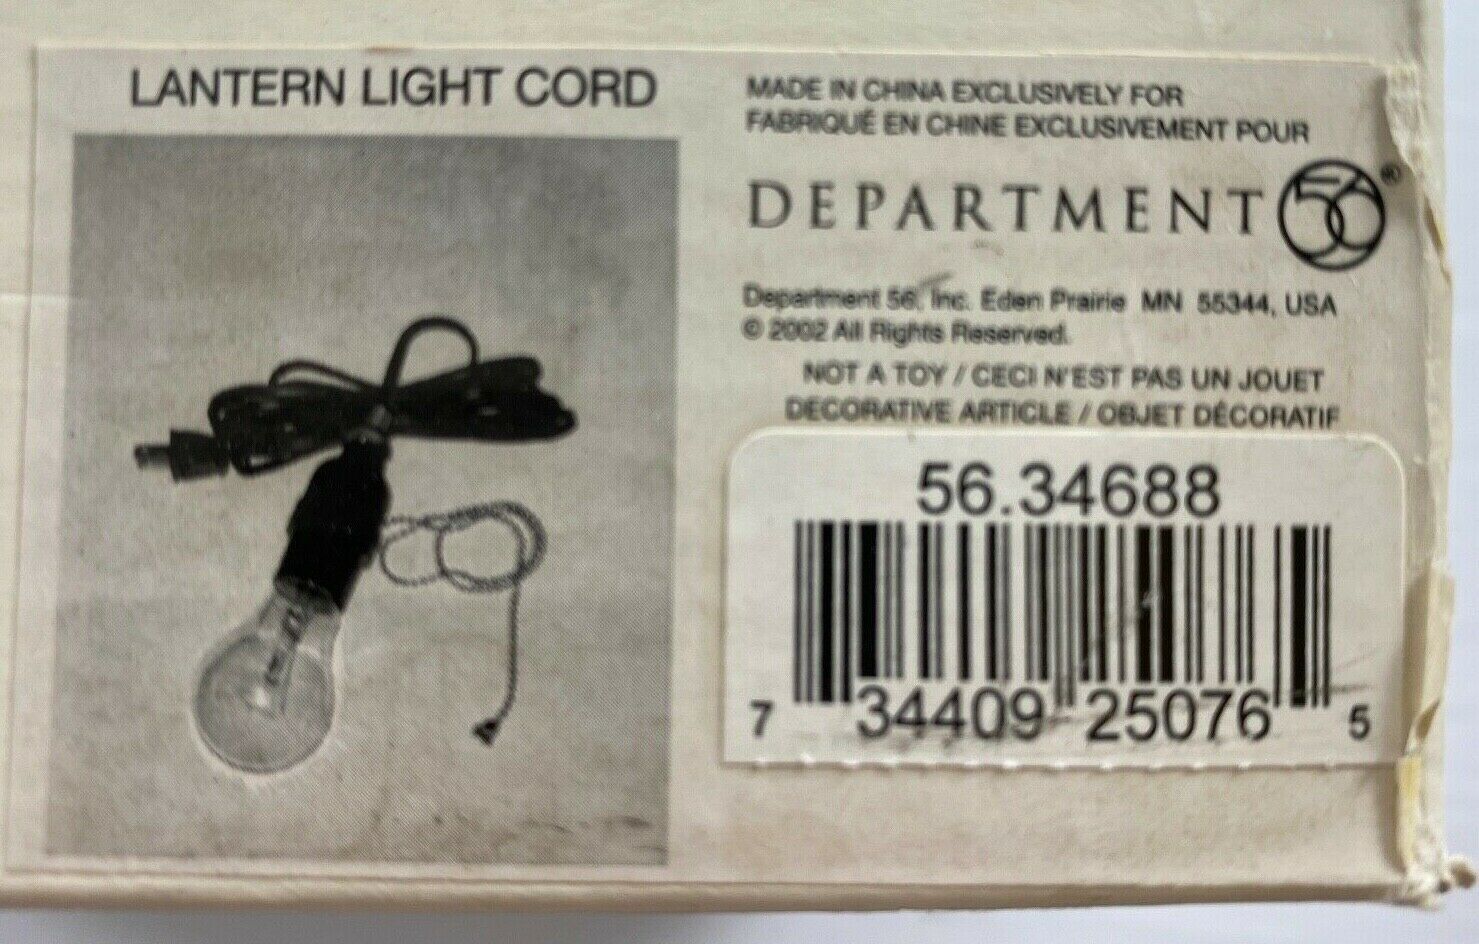 LANTERN LIGHT CORD
MADE IN CHINA EXCLUSIVELY FOR
FABRIQUÉ EN CHINE EXCLUSIVEMENT POUR
DEPARTMENT 56®
Department 56, Inc. Eden Prairie MN 55344, USA
© 2002 All Rights Reserved.
NOT A TOY / CECI N'EST PAS UN JOUET
DECORATIVE ARTICLE / OBJET DÉCORATIF
56.34688
7 34409 25076 5